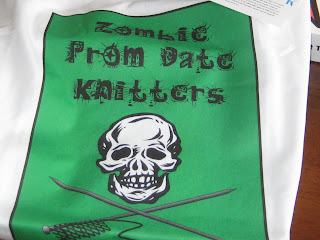 Zombie
Prom Date
Knitters